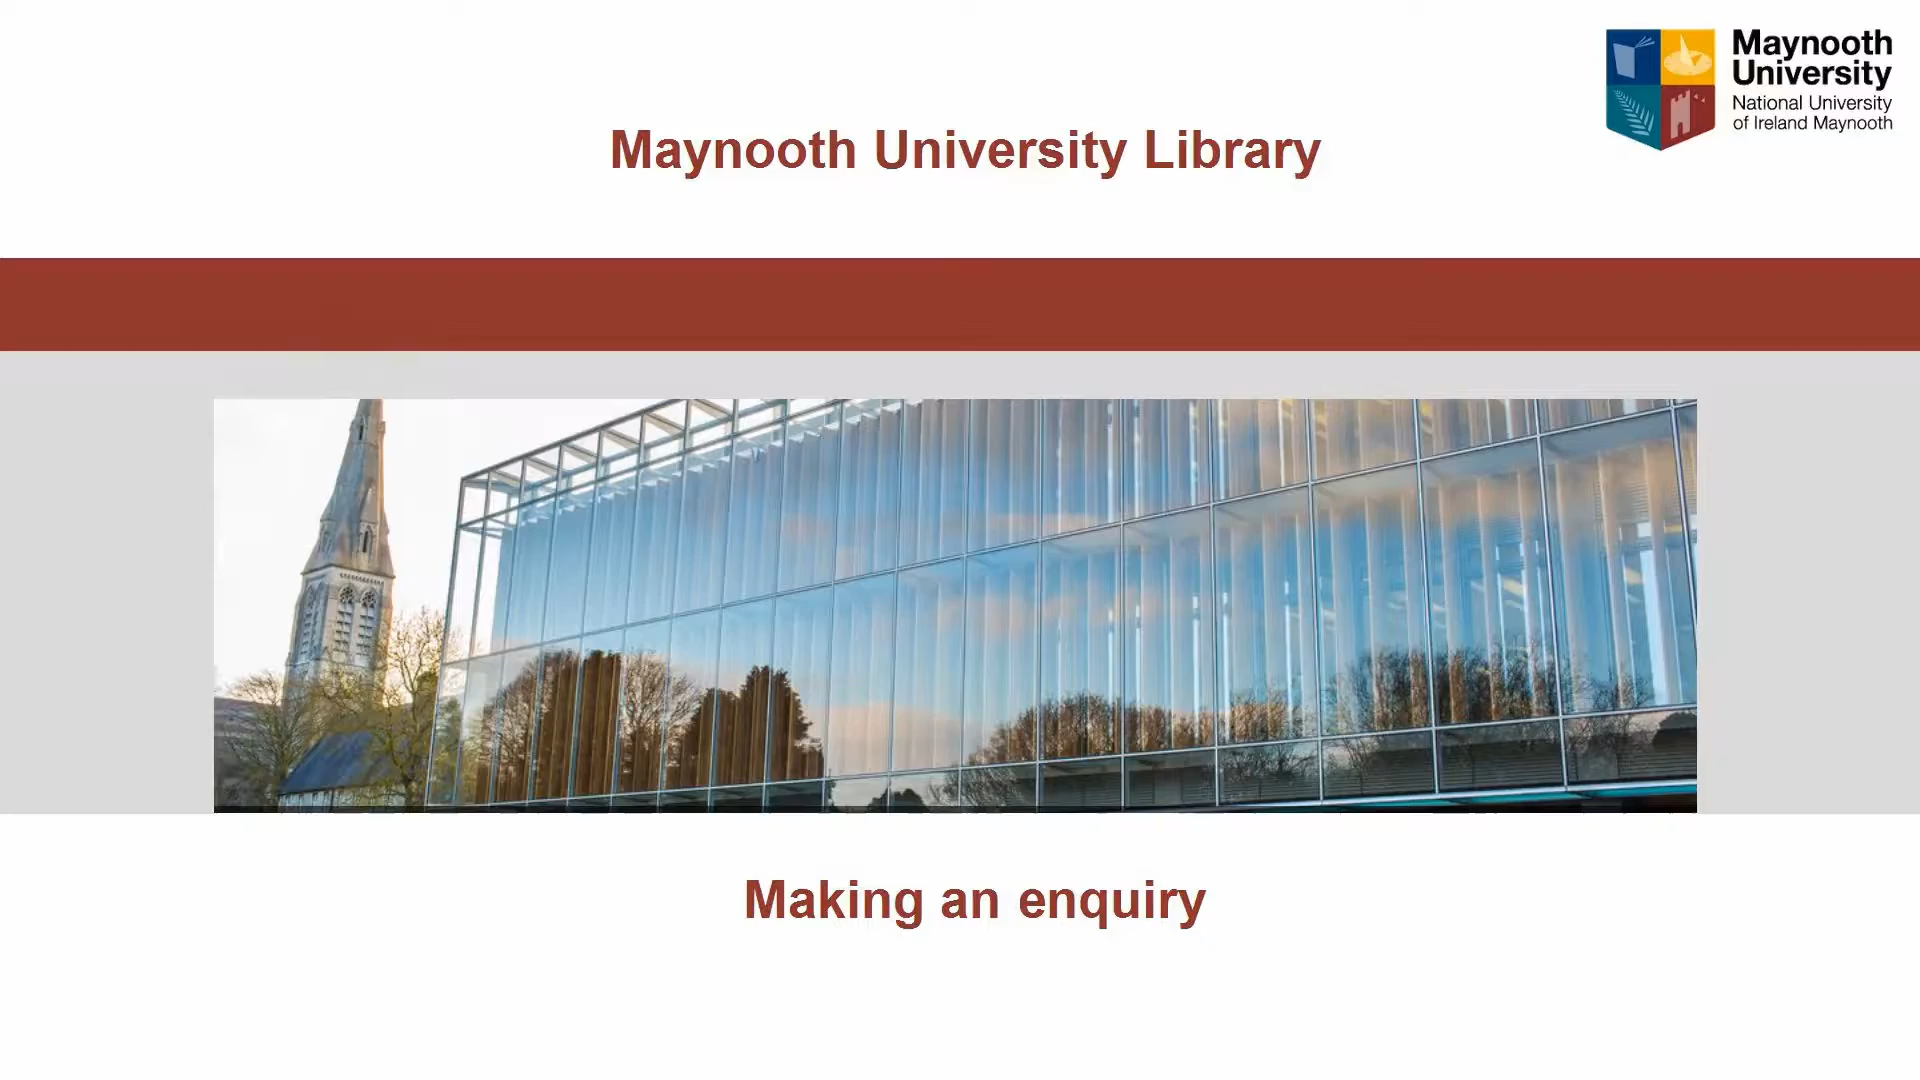 Maynooth
University
National University
of Ireland Maynooth
Maynooth University Library
Making an enquiry